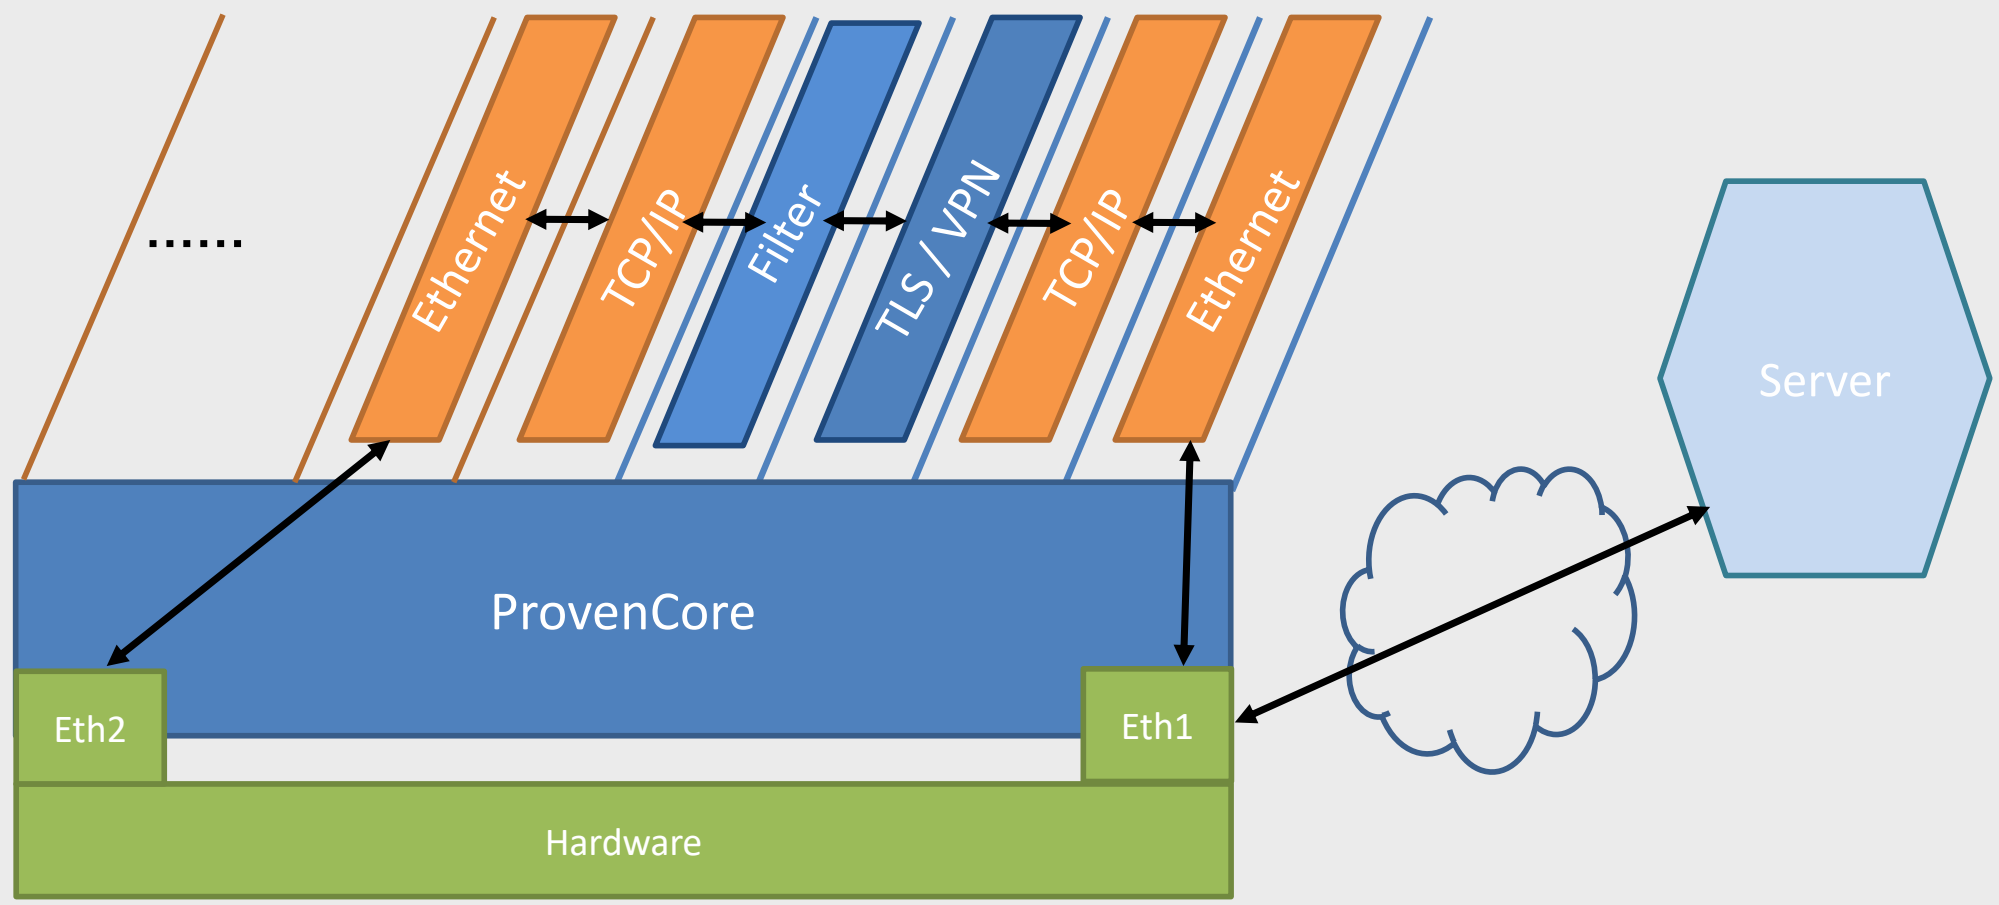 ......
Ethernet
TCP/IP
Filter
TLS / VPN
TCP/IP
Ethernet
Server
ProvenCore
Eth2
Eth1
Hardware